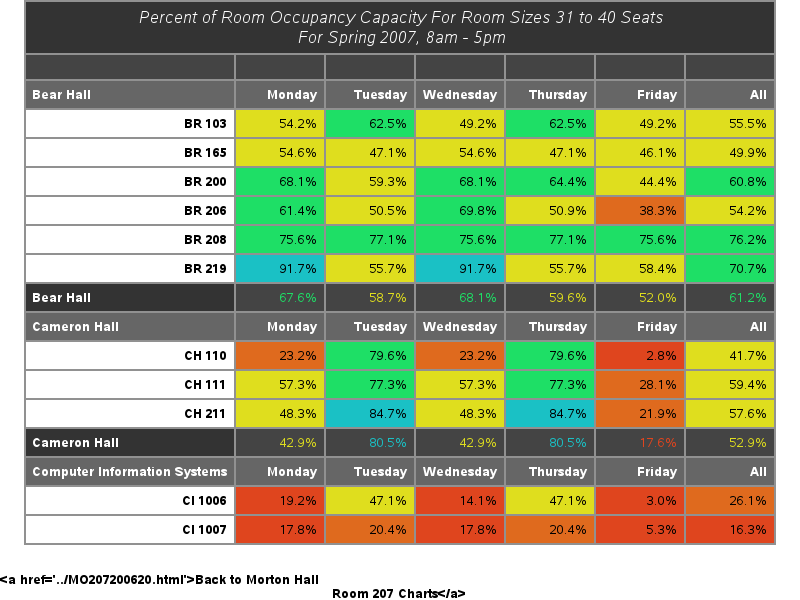 Percent of Room Occupancy Capacity For Room Sizes 31 to 40 Seats
For Spring 2007, 8am - 5pm
Bear Hall Monday Tuesday Wednesday Thursday Friday All
BR 103 54.2% 62.5% 49.2% 62.5% 49.2% 55.5%
BR 165 54.6% 47.1% 54.6% 47.1% 46.1% 49.9%
BR 200 68.1% 59.3% 68.1% 64.4% 44.4% 60.8%
BR 206 61.4% 50.5% 69.8% 50.9% 38.3% 54.2%
BR 208 75.6% 77.1% 75.6% 77.1% 75.6% 76.2%
BR 219 91.7% 55.7% 91.7% 55.7% 58.4% 70.7%
Bear Hall 67.6% 58.7% 68.1% 59.6% 52.0% 61.2%
Cameron Hall Monday Tuesday Wednesday Thursday Friday All
CH 110 23.2% 79.6% 23.2% 79.6% 2.8% 41.7%
CH 111 57.3% 77.3% 57.3% 77.3% 28.1% 59.4%
CH 211 48.3% 84.7% 48.3% 84.7% 21.9% 57.6%
Cameron Hall 42.9% 80.5% 42.9% 80.5% 17.6% 52.9%
Computer Information Systems Monday Tuesday Wednesday Thursday Friday All
CI 1006 19.2% 47.1% 14.1% 47.1% 3.0% 26.1%
CI 1007 17.8% 20.4% 17.8% 20.4% 5.3% 16.3%
<a href='../MO207200620.html'>Back to Morton Hall
Room 207 Charts</a>